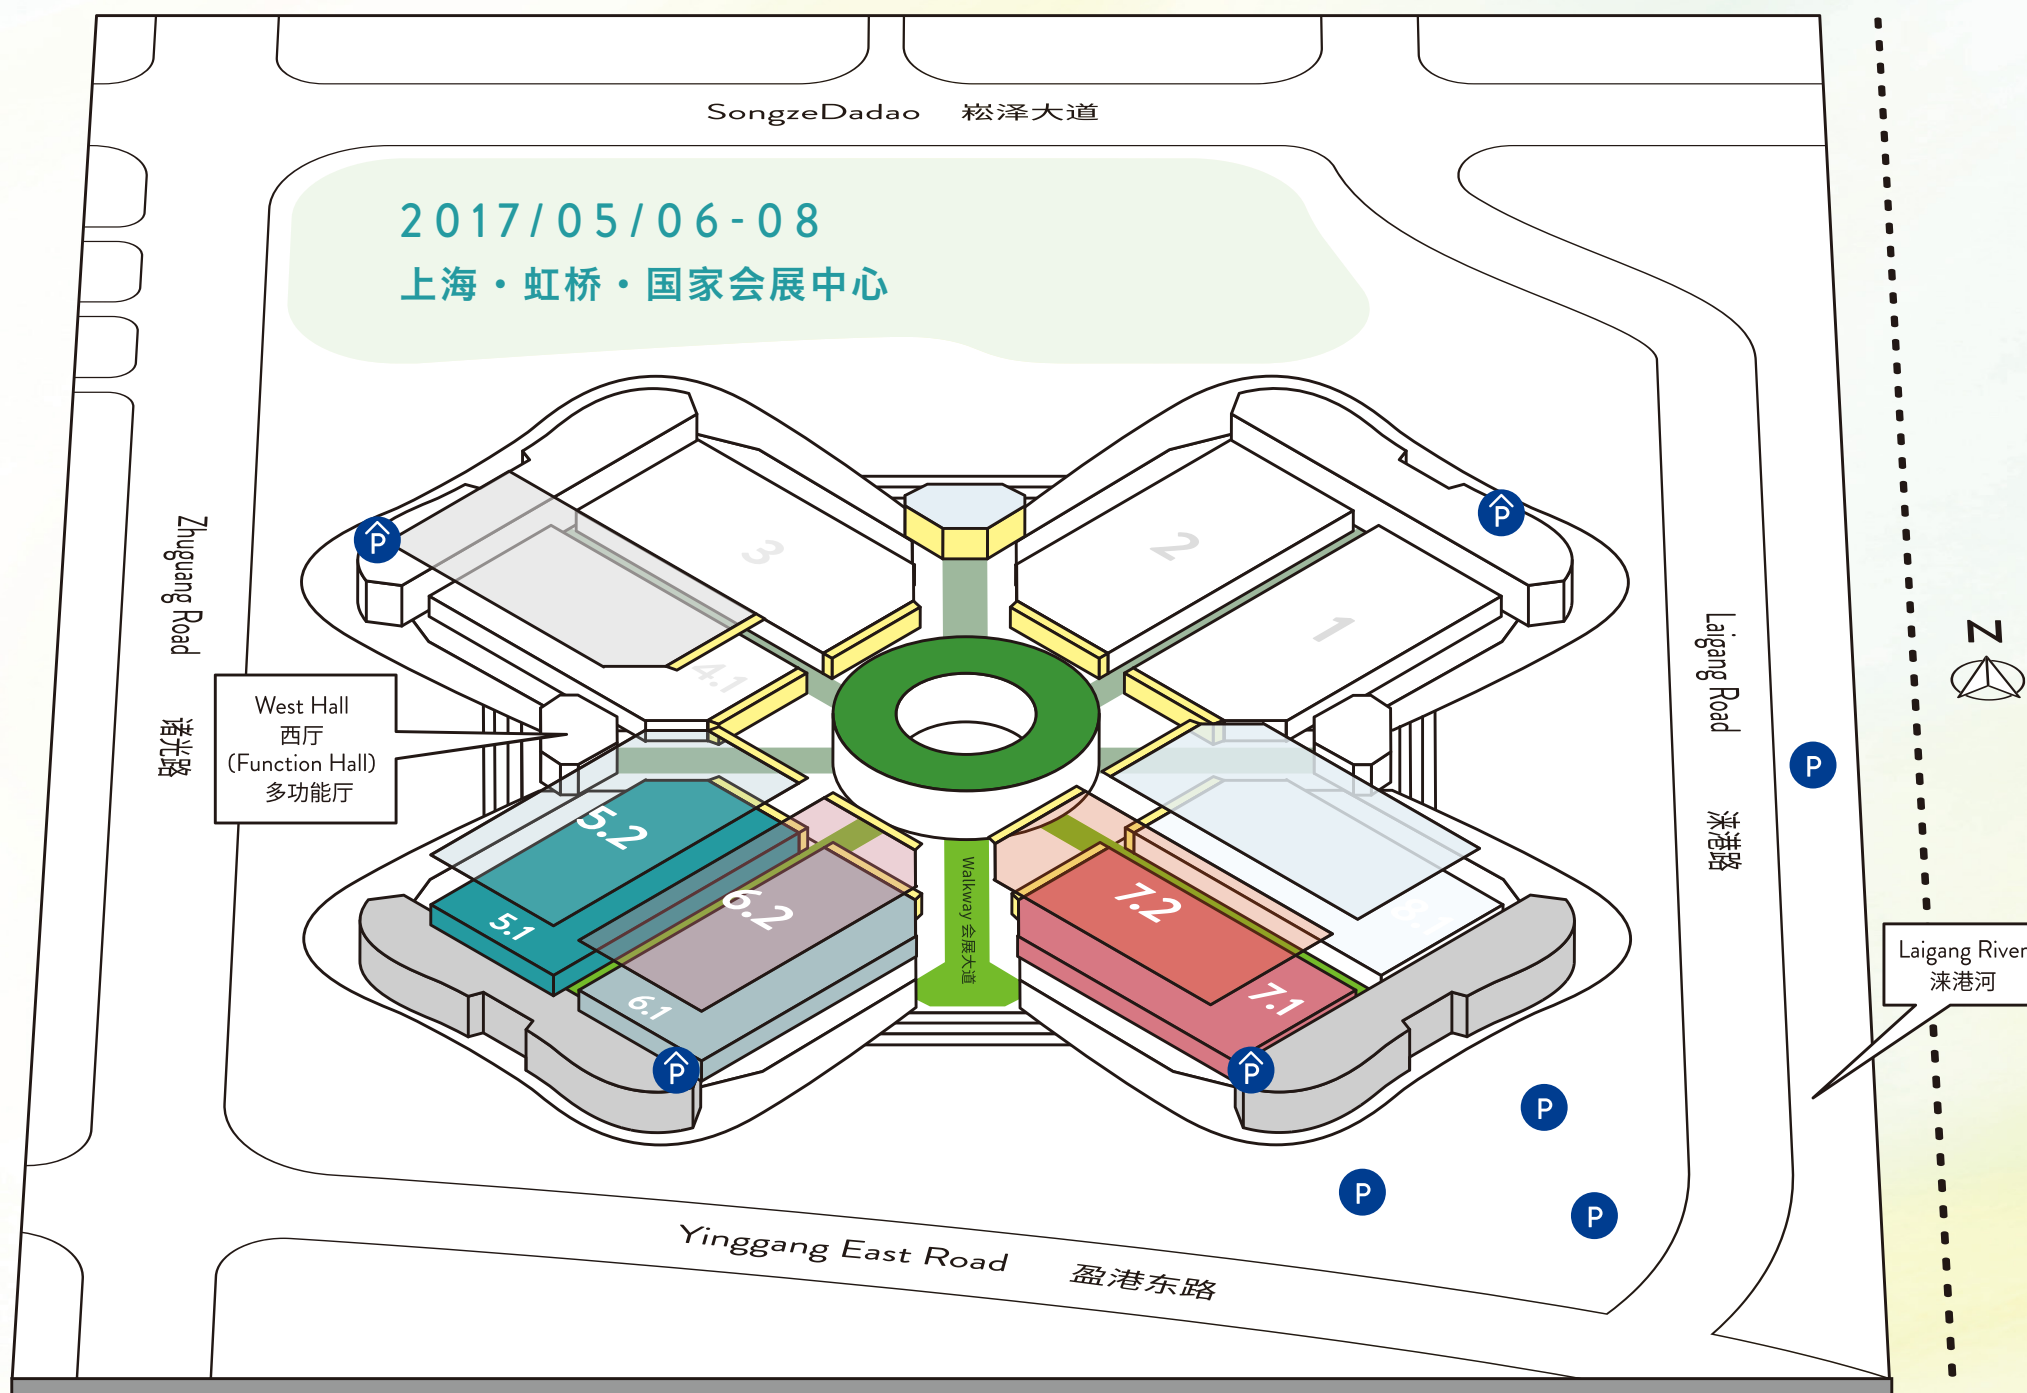 SongzeDadao 崧泽大道
2017/05/06-08
上海・虹桥・国家会展中心
Zhuguang Road
诸光路
West Hall
西厅
(Function Hall)
多功能厅
3
2
4.1
1
Laigang Road
涞港路
Z
P
P
P
5.2
5.1
6.2
6.1
Walkway 会展大道
7.2
7.1
8.1
Laigang River
涞港河
P
P
P
P
P
Yinggang East Road 盈港东路